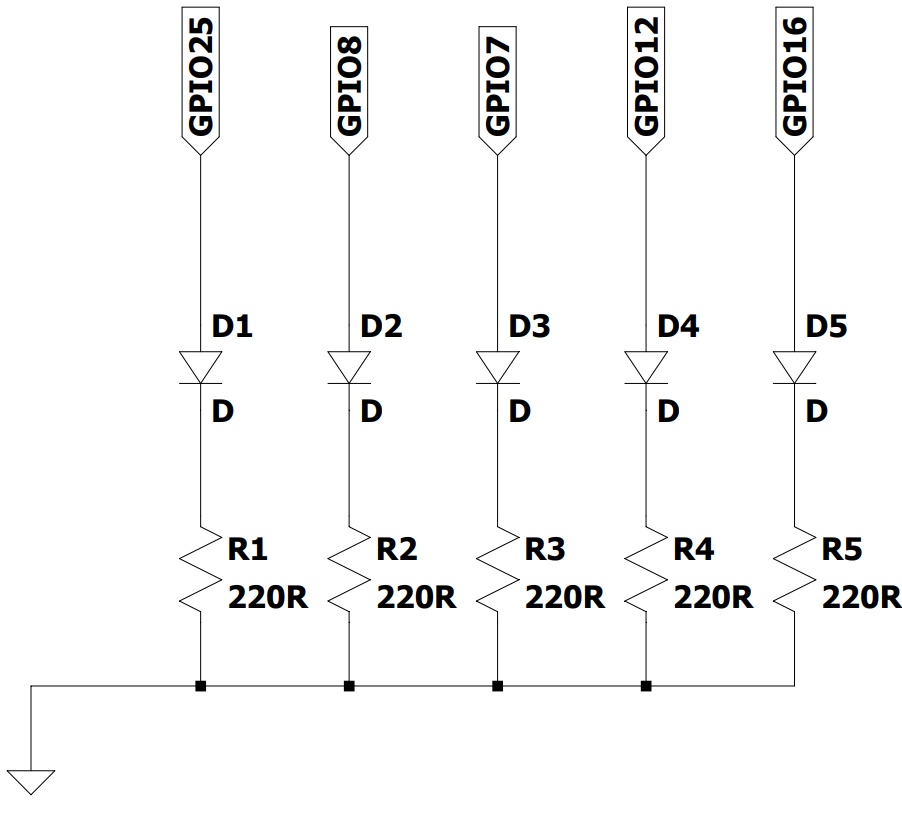 GPIO25
GPIO8
GPIO7
GPIO12
GPIO16
D1
D2
D3
D4
D5
D
D
D
D
D
R1
R2
R3
R4
R5
220R
220R
220R
220R
220R